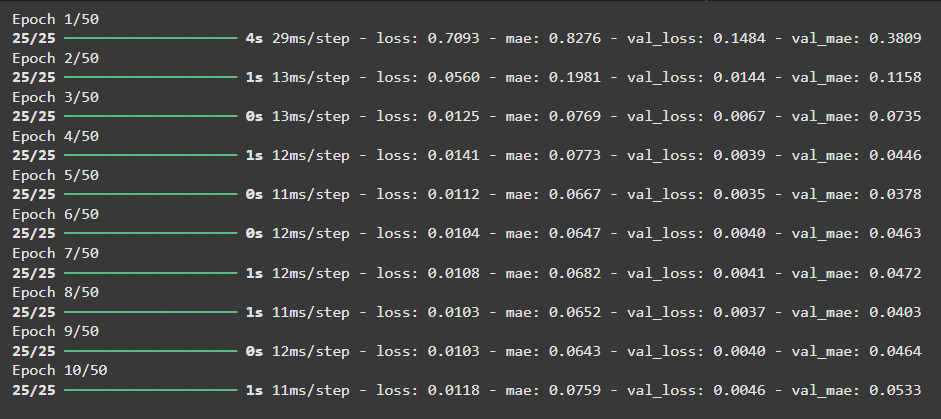 Epoch 1/50
25/25 ━━━━━━━━━━━━━━━━━━━━ 4s 29ms/step - loss: 0.7093 - mae: 0.8276 - val_loss: 0.1484 - val_mae: 0.3809
Epoch 2/50
25/25 ━━━━━━━━━━━━━━━━━━━━ 1s 13ms/step - loss: 0.0560 - mae: 0.1981 - val_loss: 0.0144 - val_mae: 0.1158
Epoch 3/50
25/25 ━━━━━━━━━━━━━━━━━━━━ 0s 13ms/step - loss: 0.0125 - mae: 0.0769 - val_loss: 0.0067 - val_mae: 0.0735
Epoch 4/50
25/25 ━━━━━━━━━━━━━━━━━━━━ 1s 12ms/step - loss: 0.0141 - mae: 0.0773 - val_loss: 0.0039 - val_mae: 0.0446
Epoch 5/50
25/25 ━━━━━━━━━━━━━━━━━━━━ 0s 11ms/step - loss: 0.0112 - mae: 0.0667 - val_loss: 0.0035 - val_mae: 0.0378
Epoch 6/50
25/25 ━━━━━━━━━━━━━━━━━━━━ 0s 12ms/step - loss: 0.0104 - mae: 0.0647 - val_loss: 0.0040 - val_mae: 0.0463
Epoch 7/50
25/25 ━━━━━━━━━━━━━━━━━━━━ 1s 12ms/step - loss: 0.0108 - mae: 0.0682 - val_loss: 0.0041 - val_mae: 0.0472
Epoch 8/50
25/25 ━━━━━━━━━━━━━━━━━━━━ 1s 11ms/step - loss: 0.0103 - mae: 0.0652 - val_loss: 0.0037 - val_mae: 0.0403
Epoch 9/50
25/25 ━━━━━━━━━━━━━━━━━━━━ 0s 12ms/step - loss: 0.0103 - mae: 0.0643 - val_loss: 0.0040 - val_mae: 0.0464
Epoch 10/50
25/25 ━━━━━━━━━━━━━━━━━━━━ 1s 11ms/step - loss: 0.0118 - mae: 0.0759 - val_loss: 0.0046 - val_mae: 0.0533